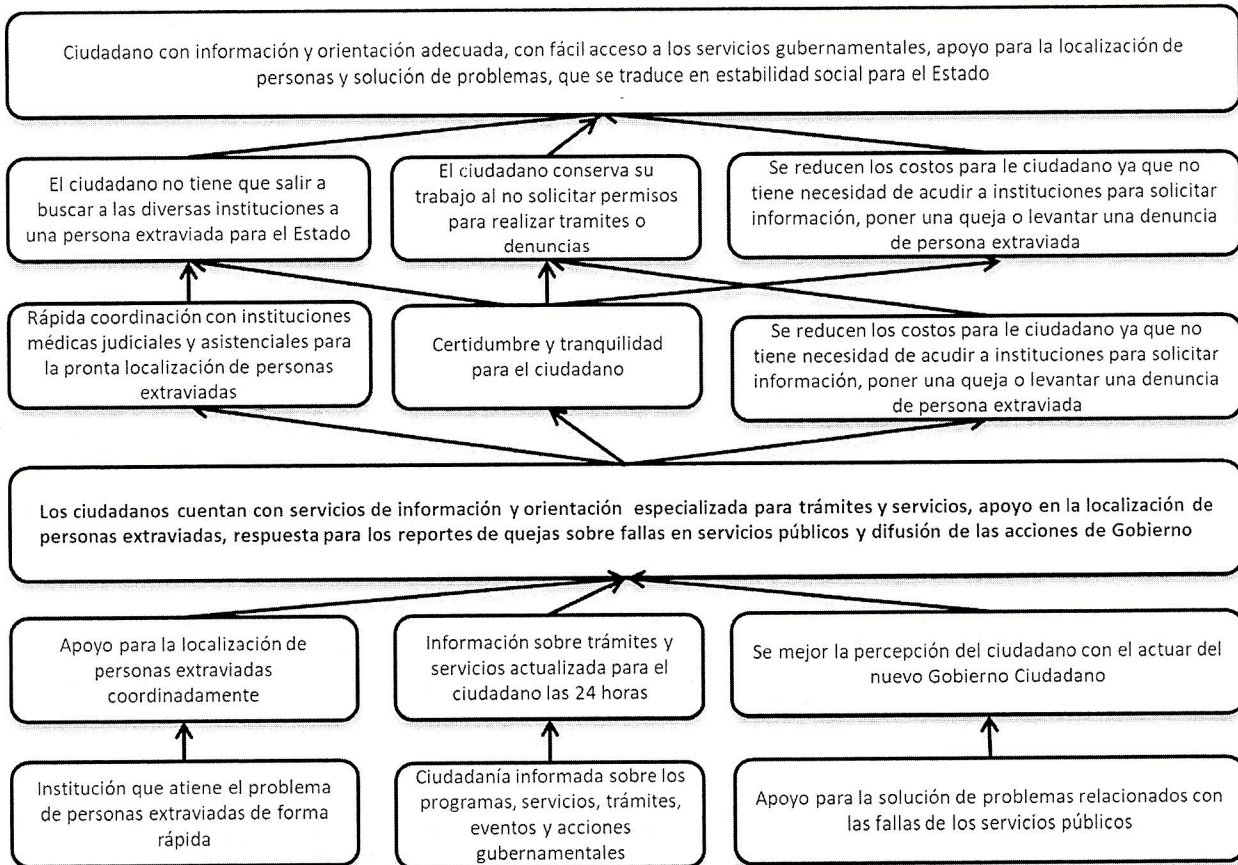 Ciudadano con información y orientación adecuada, con fácil acceso a los servicios gubernamentales, apoyo para la localización de
personas y solución de problemas, que se traduce en estabilidad social para el Estado
El ciudadano no tiene que salir a
buscar a las diversas instituciones a
una persona extraviada para el Estado
El ciudadano conserva su
trabajo al no solicitar permisos
para realizar tramites o
denuncias
Se reducen los costos para le ciudadano ya que no
tiene necesidad de acudir a instituciones para solicitar
información, poner una queja o levantar una denuncia
de persona extraviada
Rápida coordinación con instituciones
médicas judiciales y asistenciales para
la pronta localización de personas
extraviadas
Certidumbre y tranquilidad
para el ciudadano
Se reducen los costos para le ciudadano ya que no
tiene necesidad de acudir a instituciones para solicitar
información, poner una queja o levantar una denuncia
de persona extraviada
Los ciudadanos cuentan con servicios de información y orientación especializada para trámites y servicios, apoyo en la localización de
personas extraviadas, respuesta para los reportes de quejas sobre fallas en servicios públicos y difusión de las acciones de Gobierno
Apoyo para la localización de
personas extraviadas
coordinadamente
Información sobre trámites y
servicios actualizada para el
ciudadano las 24 horas
Se mejor la percepción del ciudadano con el actuar del
nuevo Gobierno Ciudadano
Institución que atiene el problema
de personas extraviadas de forma
rápida
Ciudadanía informada sobre los
programas, servicios, trámites,
eventos y acciones
gubernamentales
Apoyo para la solución de problemas relacionados con
las fallas de los servicios públicos